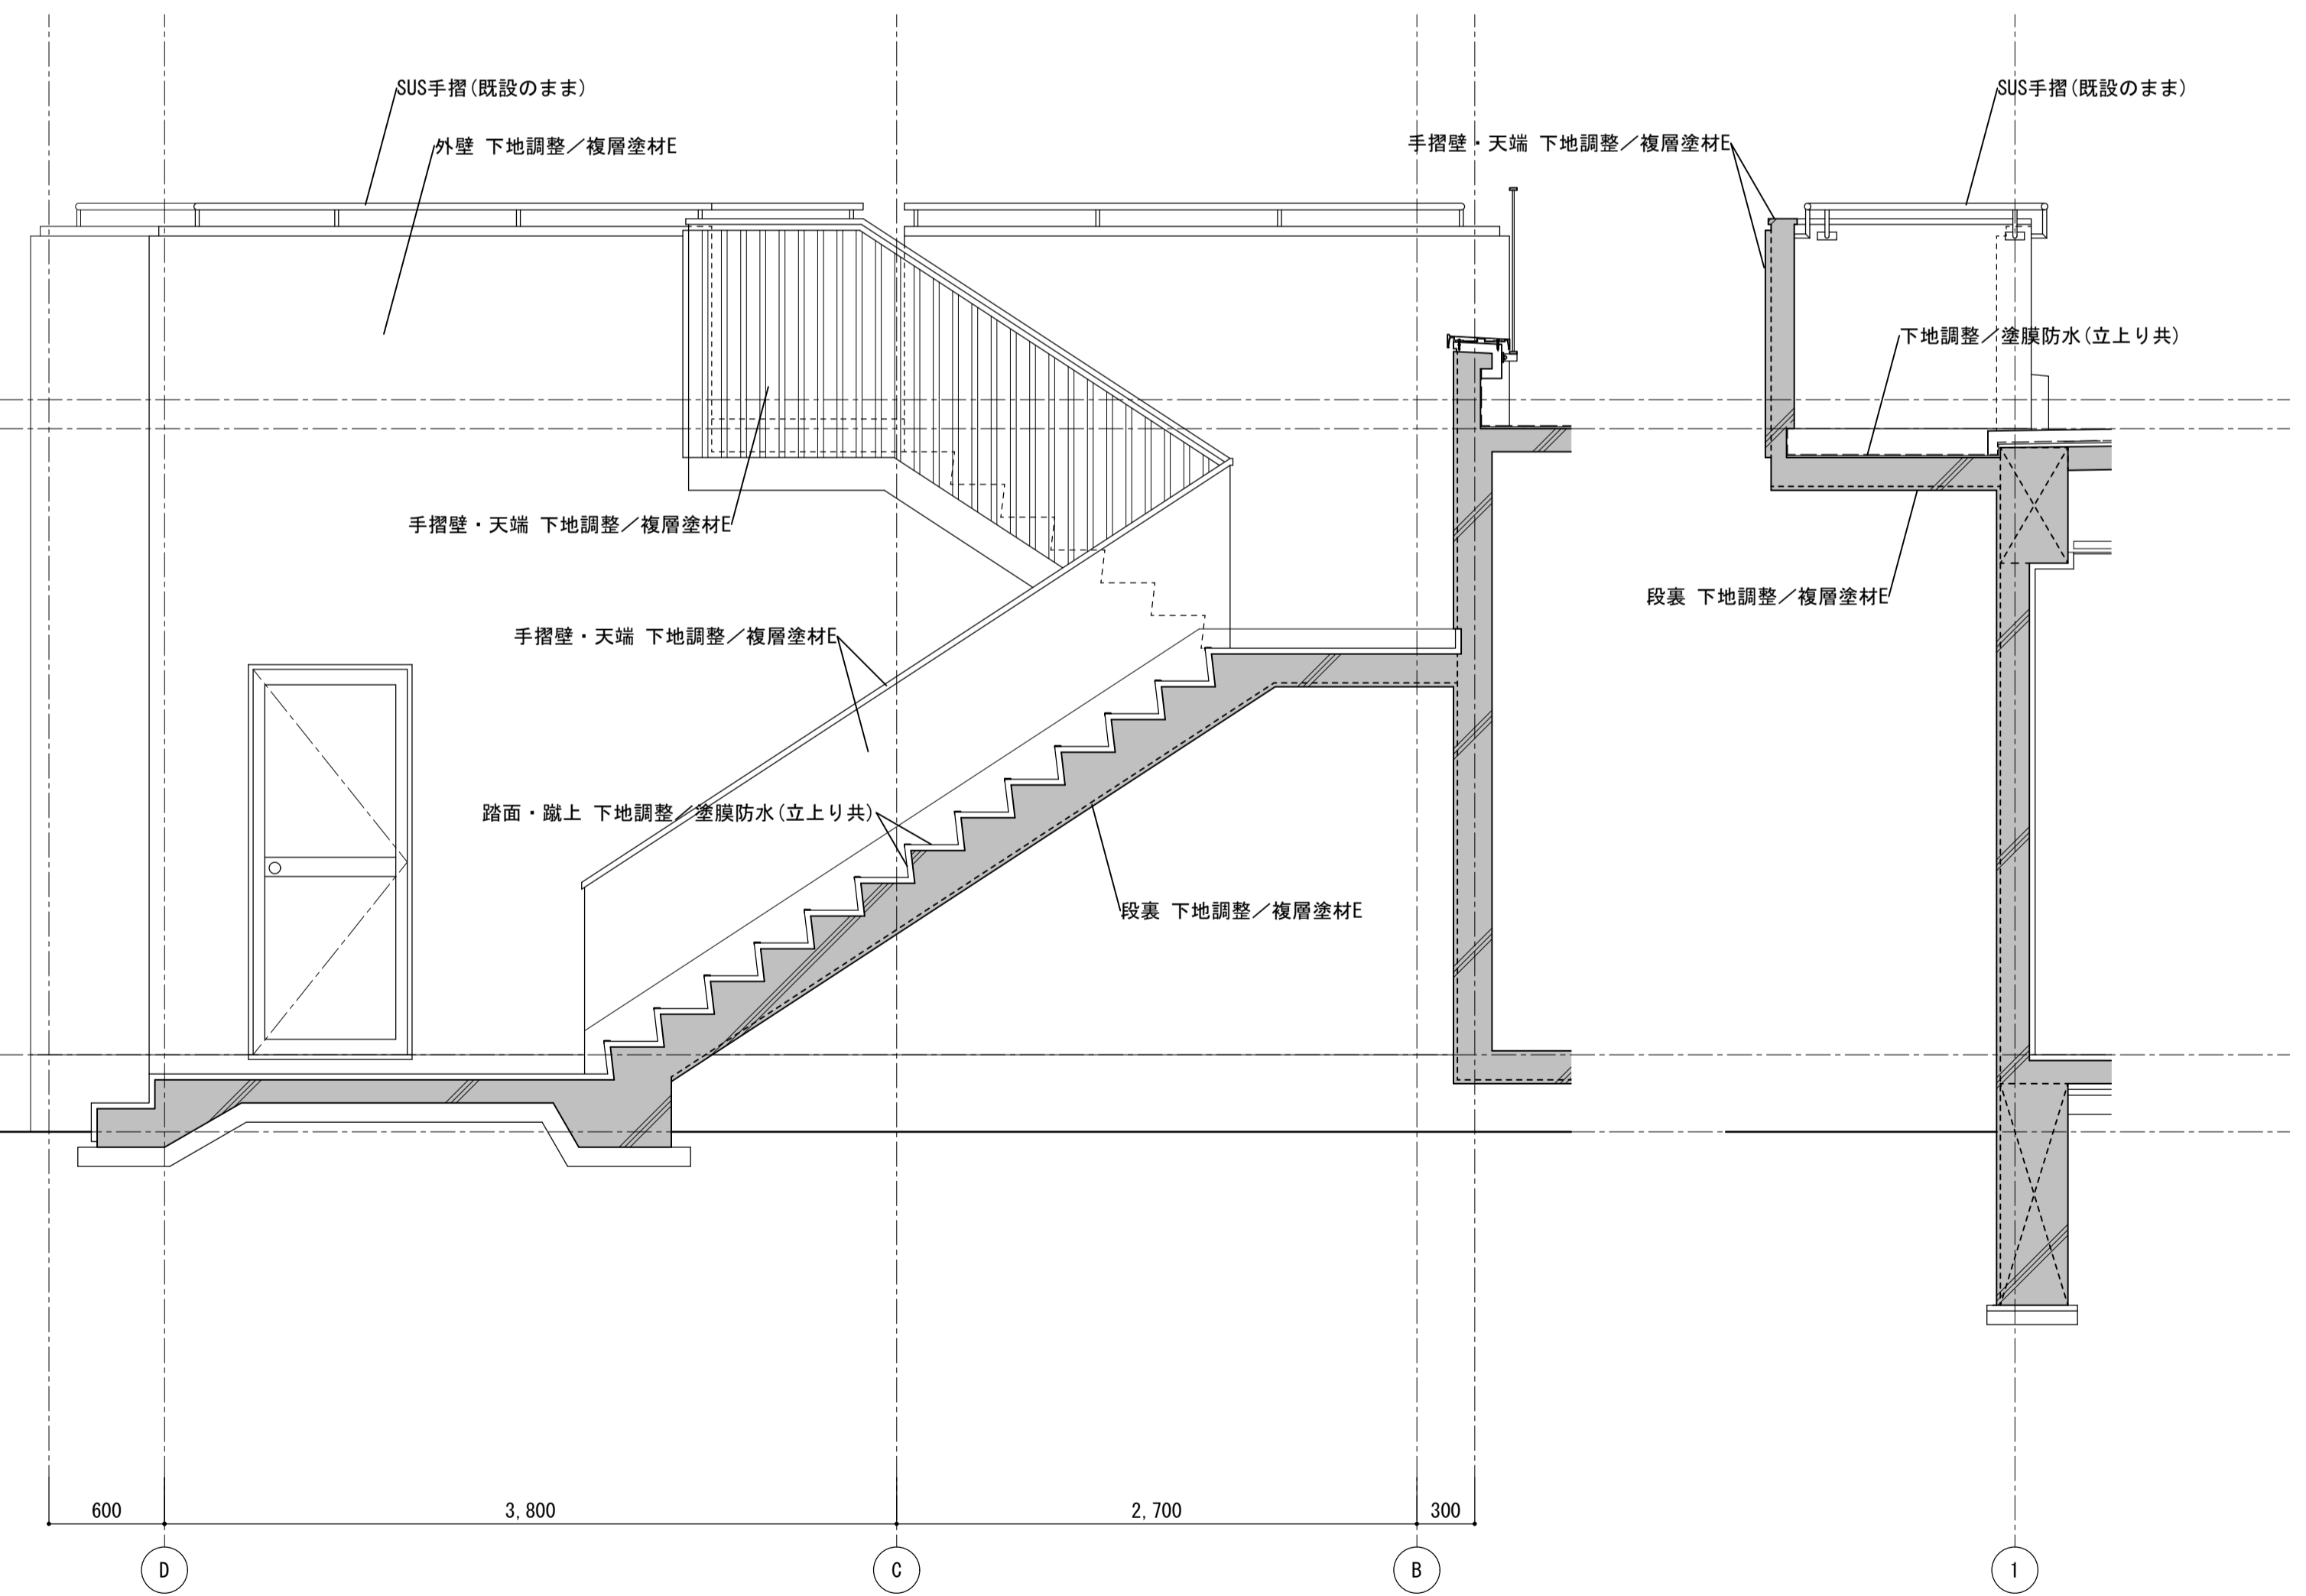 SUS手摺(既設のまま)
SUS手摺(既設のまま)
外壁 下地調整／複層塗材E
手摺壁・天端 下地調整／複層塗材E
下地調整／塗膜防水(立上り共)
手摺壁・天端 下地調整／複層塗材E
段裏 下地調整／複層塗材E
手摺壁・天端 下地調整／複層塗材E
踏面・蹴上 下地調整／塗膜防水(立上り共)
段裏 下地調整／複層塗材E
600
3,800
2,700
300
D
C
B
1